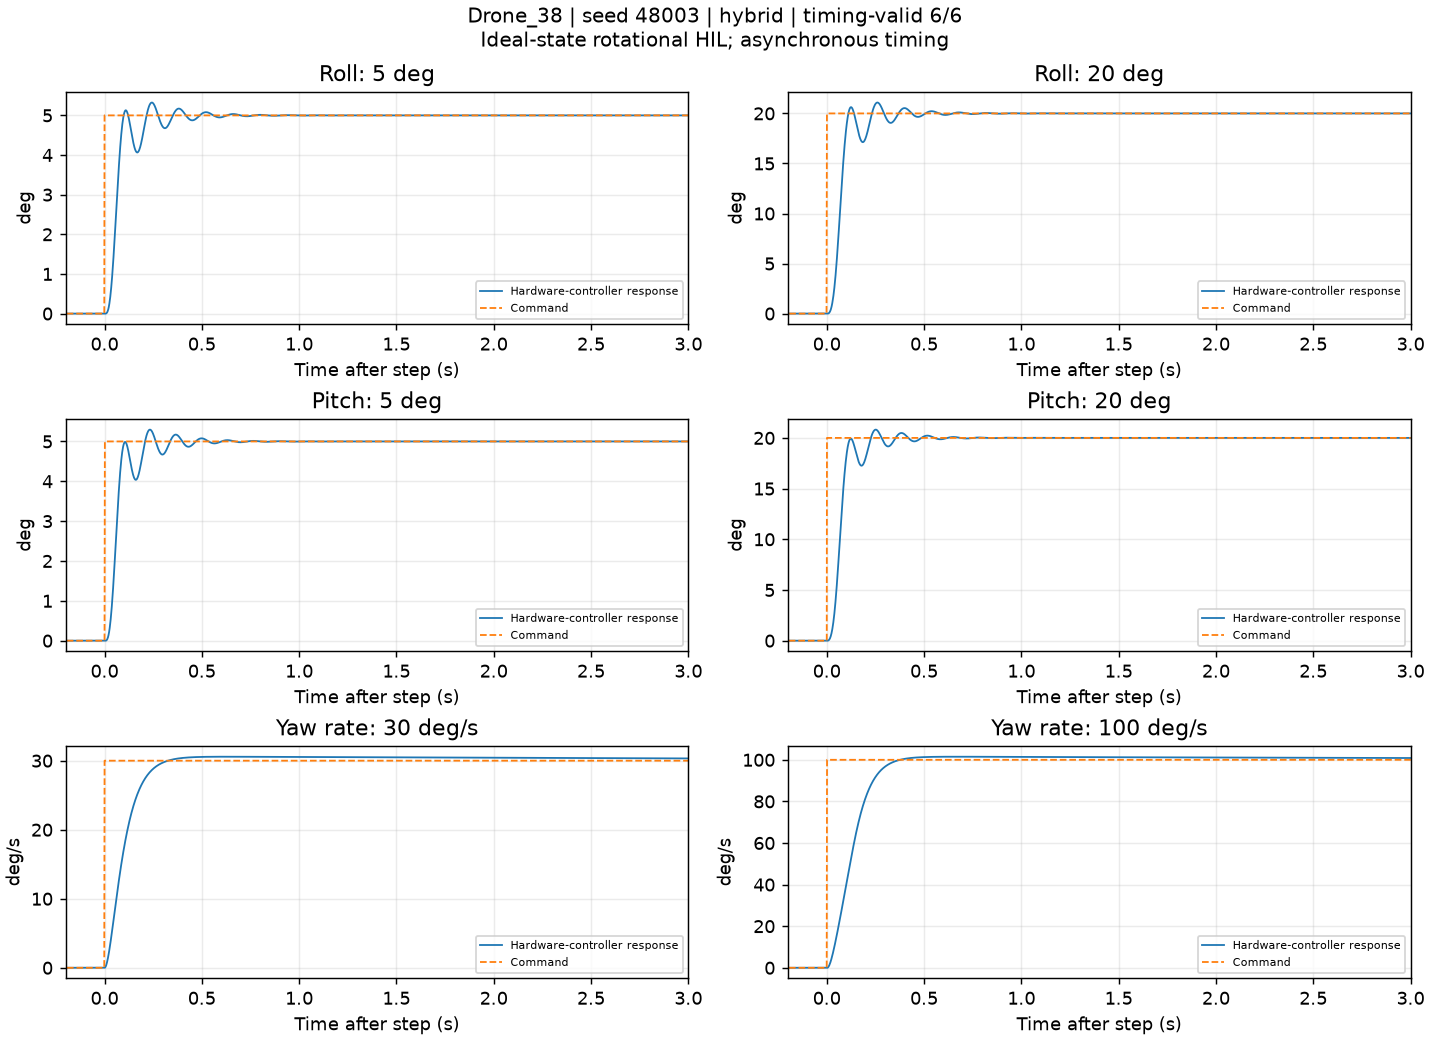 Drone_38 | seed 48003 | hybrid | timing-valid 6/6
Ideal-state rotational HIL; asynchronous timing
Roll: 5 deg
deg
5
4
3
2
1
0
Hardware-controller response
Command
0.0 0.5 1.0 1.5 2.0 2.5 3.0
Time after step (s)
Roll: 20 deg
deg
20
15
10
5
0
Hardware-controller response
Command
0.0 0.5 1.0 1.5 2.0 2.5 3.0
Time after step (s)
Pitch: 5 deg
deg
5
4
3
2
1
0
Hardware-controller response
Command
0.0 0.5 1.0 1.5 2.0 2.5 3.0
Time after step (s)
Pitch: 20 deg
deg
20
15
10
5
0
Hardware-controller response
Command
0.0 0.5 1.0 1.5 2.0 2.5 3.0
Time after step (s)
Yaw rate: 30 deg/s
deg/s
30
20
10
0
Hardware-controller response
Command
0.0 0.5 1.0 1.5 2.0 2.5 3.0
Time after step (s)
Yaw rate: 100 deg/s
deg/s
100
80
60
40
20
0
Hardware-controller response
Command
0.0 0.5 1.0 1.5 2.0 2.5 3.0
Time after step (s)